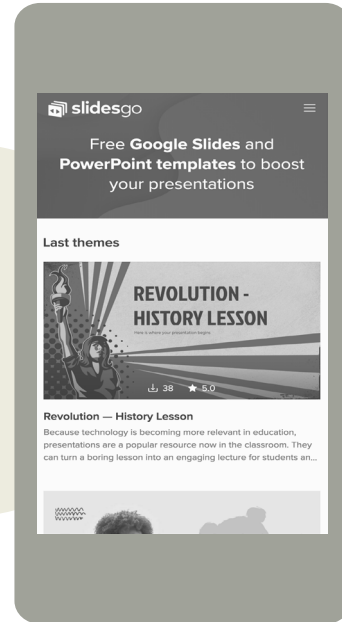 slidesgo
Free Google Slides and
PowerPoint templates to boost
your presentations
Last themes
REVOLUTION -
HISTORY LESSON
Here is where your presentation begins
38 5.0
Revolution — History Lesson
Because technology is becoming more relevant in education,
presentations are a popular resource now in the classroom. They
can turn a boring lesson into an engaging lecture for students an...